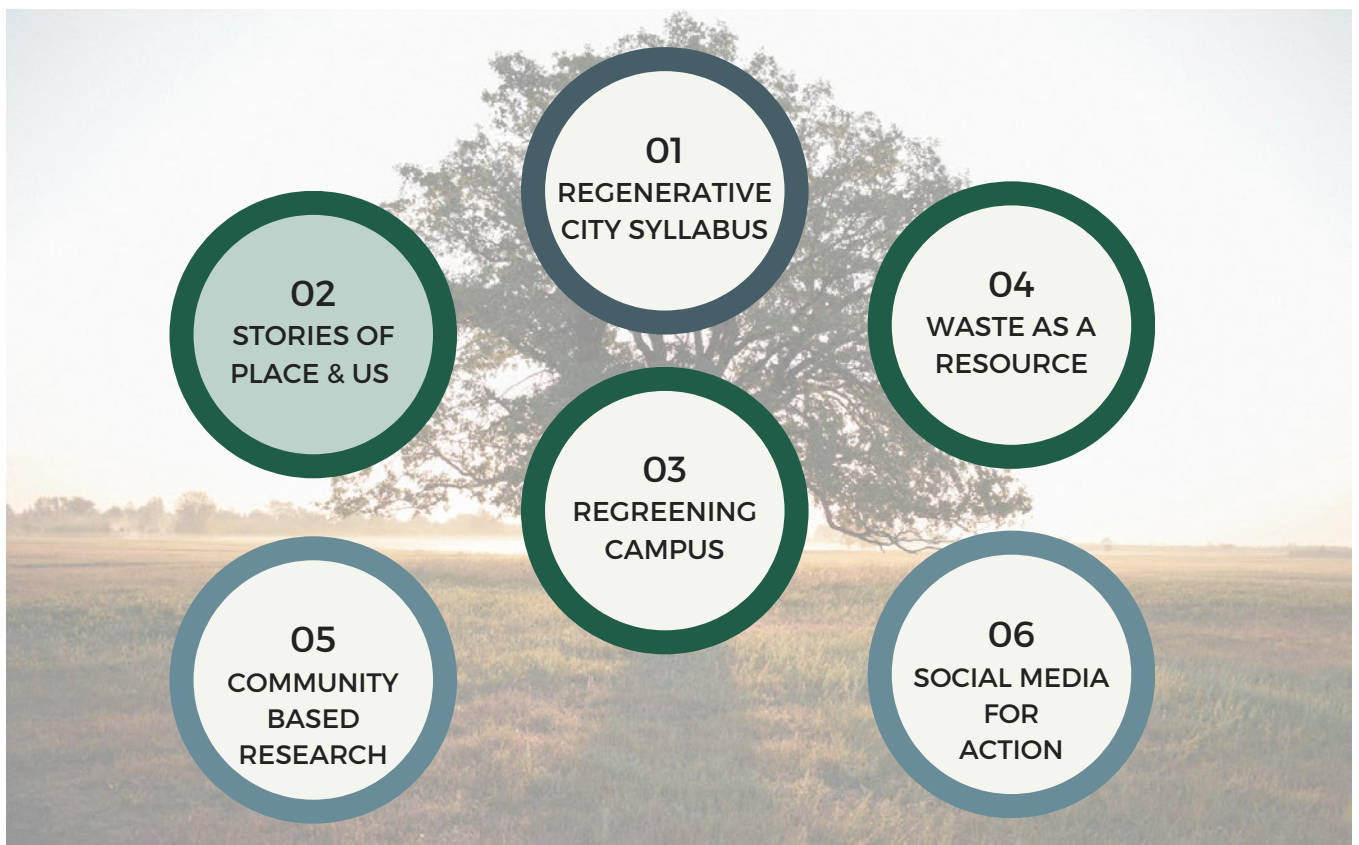 01
REGENERATIVE
CITY SYLLABUS
02
STORIES OF
PLACE & US
03
REGREENING
CAMPUS
04
WASTE AS A
RESOURCE
05
COMMUNITY
BASED
RESEARCH
06
SOCIAL MEDIA
FOR
ACTION